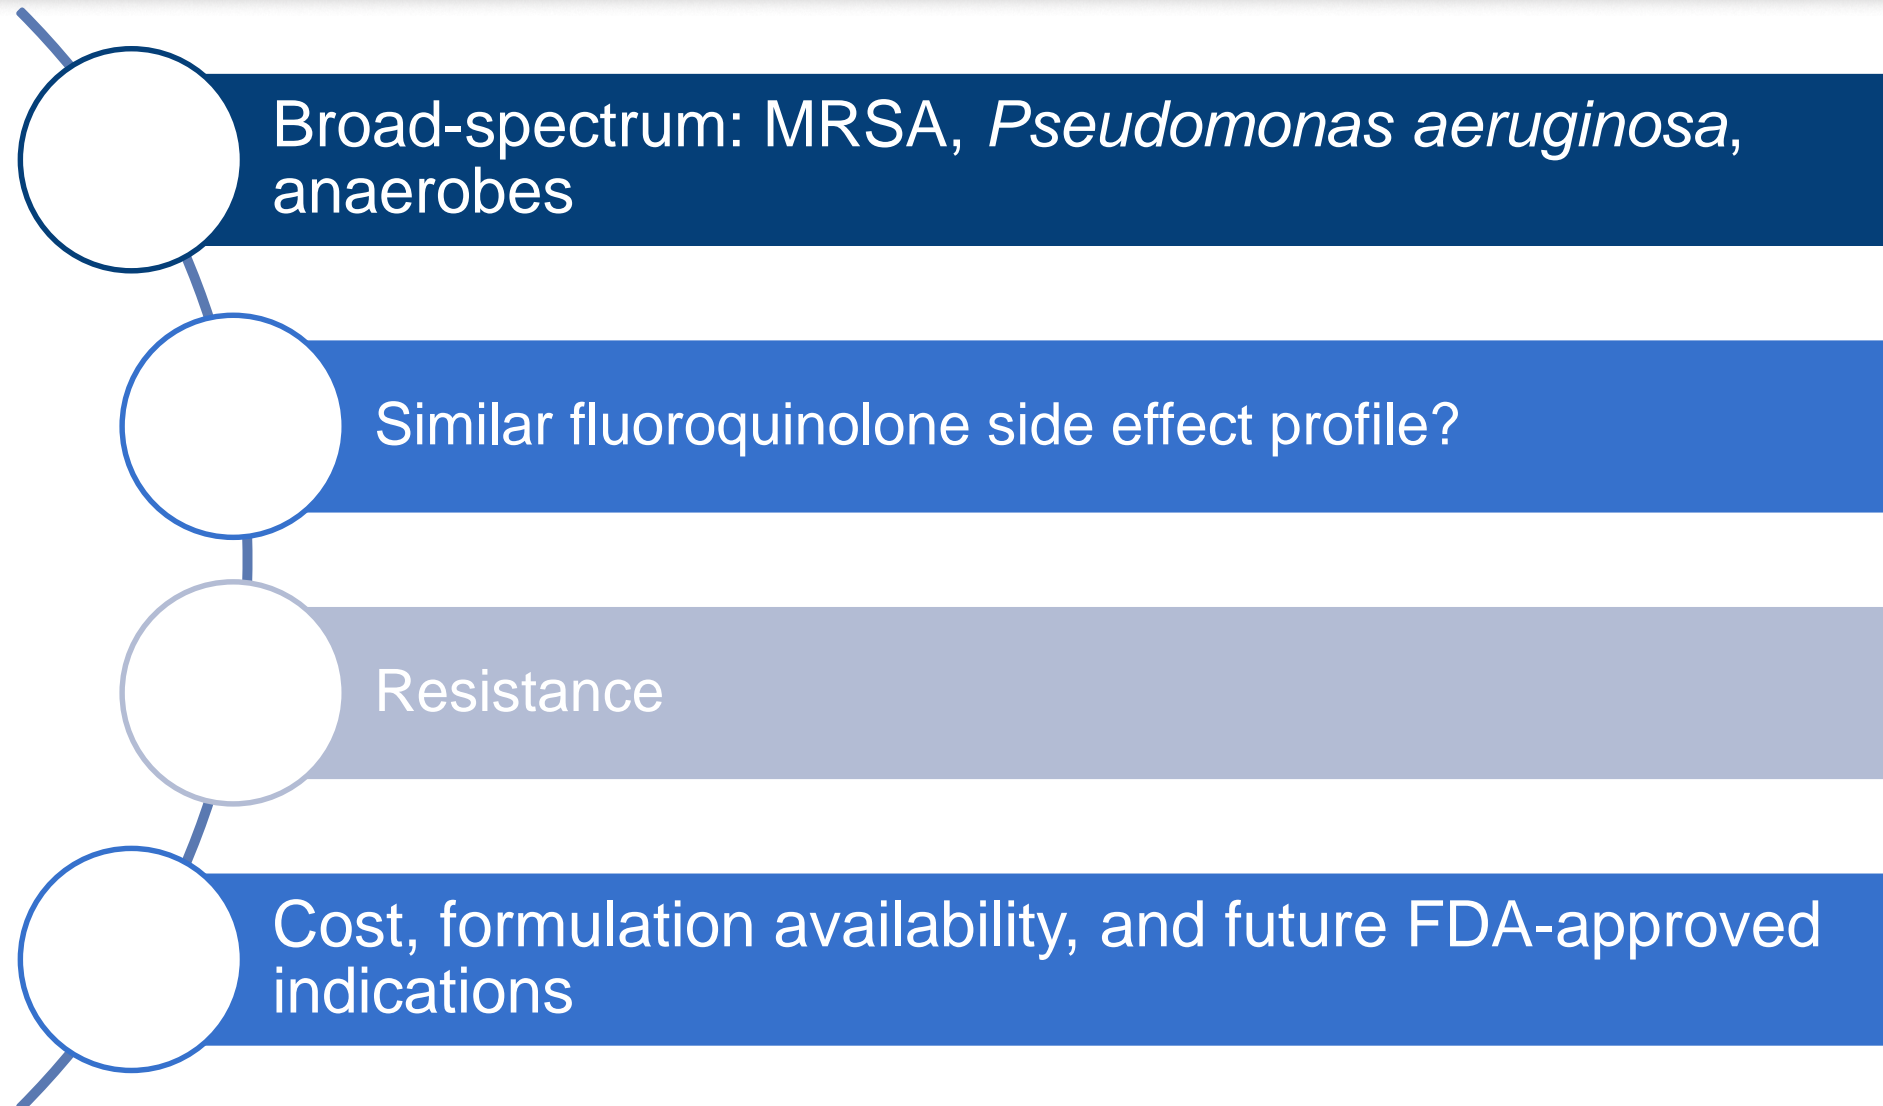 Broad-spectrum: MRSA, Pseudomonas aeruginosa,
anaerobes
Similar fluoroquinolone side effect profile?
Resistance
Cost, formulation availability, and future FDA-approved
indications